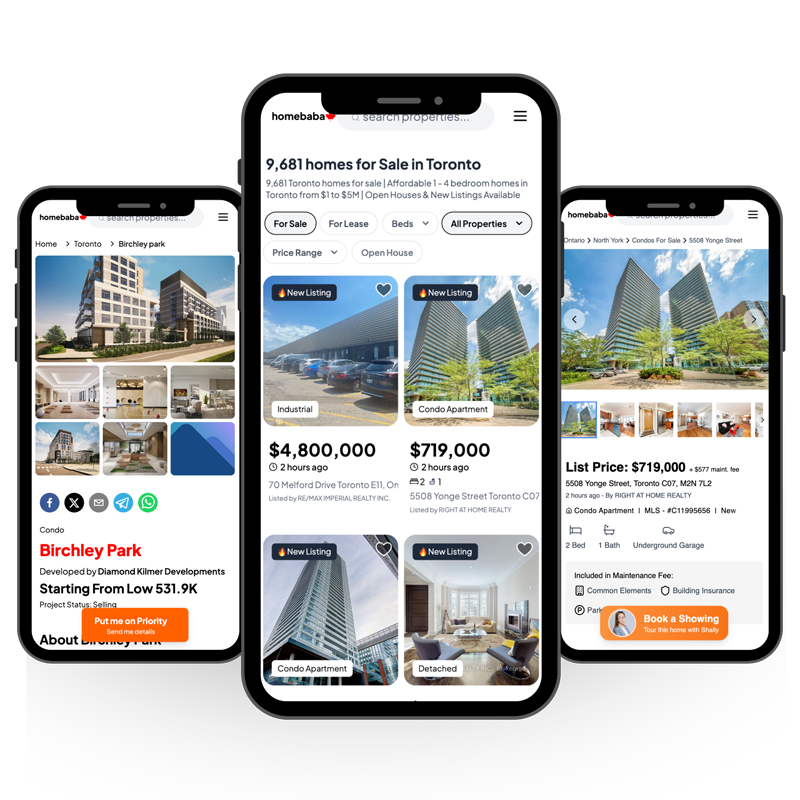 homebaba
search properties...
Home > Toronto > Birchley park
Condo
Birchley Park
Developed by Diamond Kilmer Developments
Starting From Low 531.9K
Project Status: Selling
Put me on Priority
Send me details
About Birchley Park
homebaba
search properties...
9,681 homes for Sale in Toronto
9,681 Toronto homes for sale | Affordable 1 - 4 bedroom homes in
Toronto from $1 to $5M | Open Houses & New Listings Available
For Sale
For Lease
Beds
All Properties
Price Range
Open House
New Listing
Industrial
$4,800,000
2 hours ago
70 Melford Drive Toronto E11, On
Listed by RE/MAX IMPERIAL REALTY INC.
New Listing
Condo Apartment
$719,000
2 hours ago
2 1
5508 Yonge Street Toronto C07
Listed by RIGHT AT HOME REALTY
New Listing
Condo Apartment
New Listing
Detached
homebaba
search properties...
Ontario > North York > Condos For Sale > 5508 Yonge Street
List Price: $719,000 + $577 maint. fee
5508 Yonge Street, Toronto C07, M2N 7L2
2 hours ago - By RIGHT AT HOME REALTY
Condo Apartment | MLS - #C11995656 | New
2 Bed
1 Bath
Underground Garage
Included in Maintenance Fee:
Common Elements
Building Insurance
P
Book a Showing
Tour this home with Shally